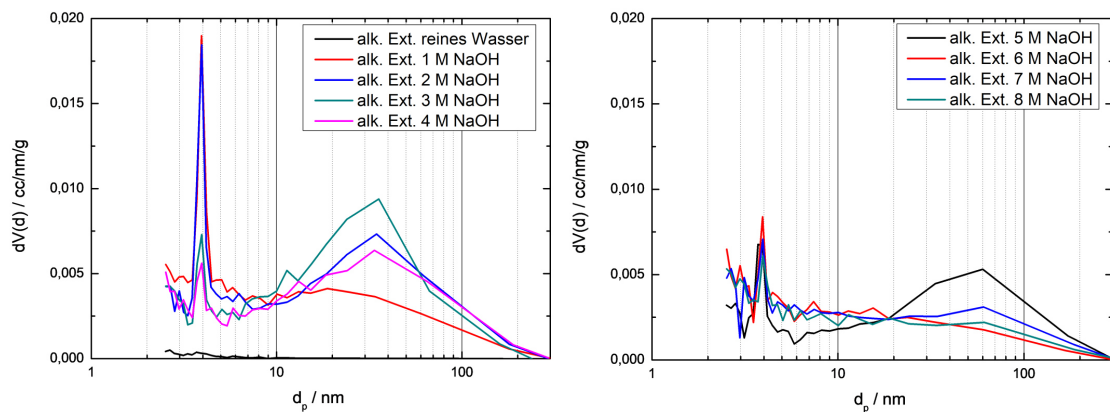 0,020
0,015
0,010
0,005
0,000
dV(d) / cc/nm/g
1
10
100
d_p / nm
alk. Ext. reines Wasser
alk. Ext. 1 M NaOH
alk. Ext. 2 M NaOH
alk. Ext. 3 M NaOH
alk. Ext. 4 M NaOH
0,020
0,015
0,010
0,005
0,000
dV(d) / cc/nm/g
1
10
100
d_p / nm
alk. Ext. 5 M NaOH
alk. Ext. 6 M NaOH
alk. Ext. 7 M NaOH
alk. Ext. 8 M NaOH